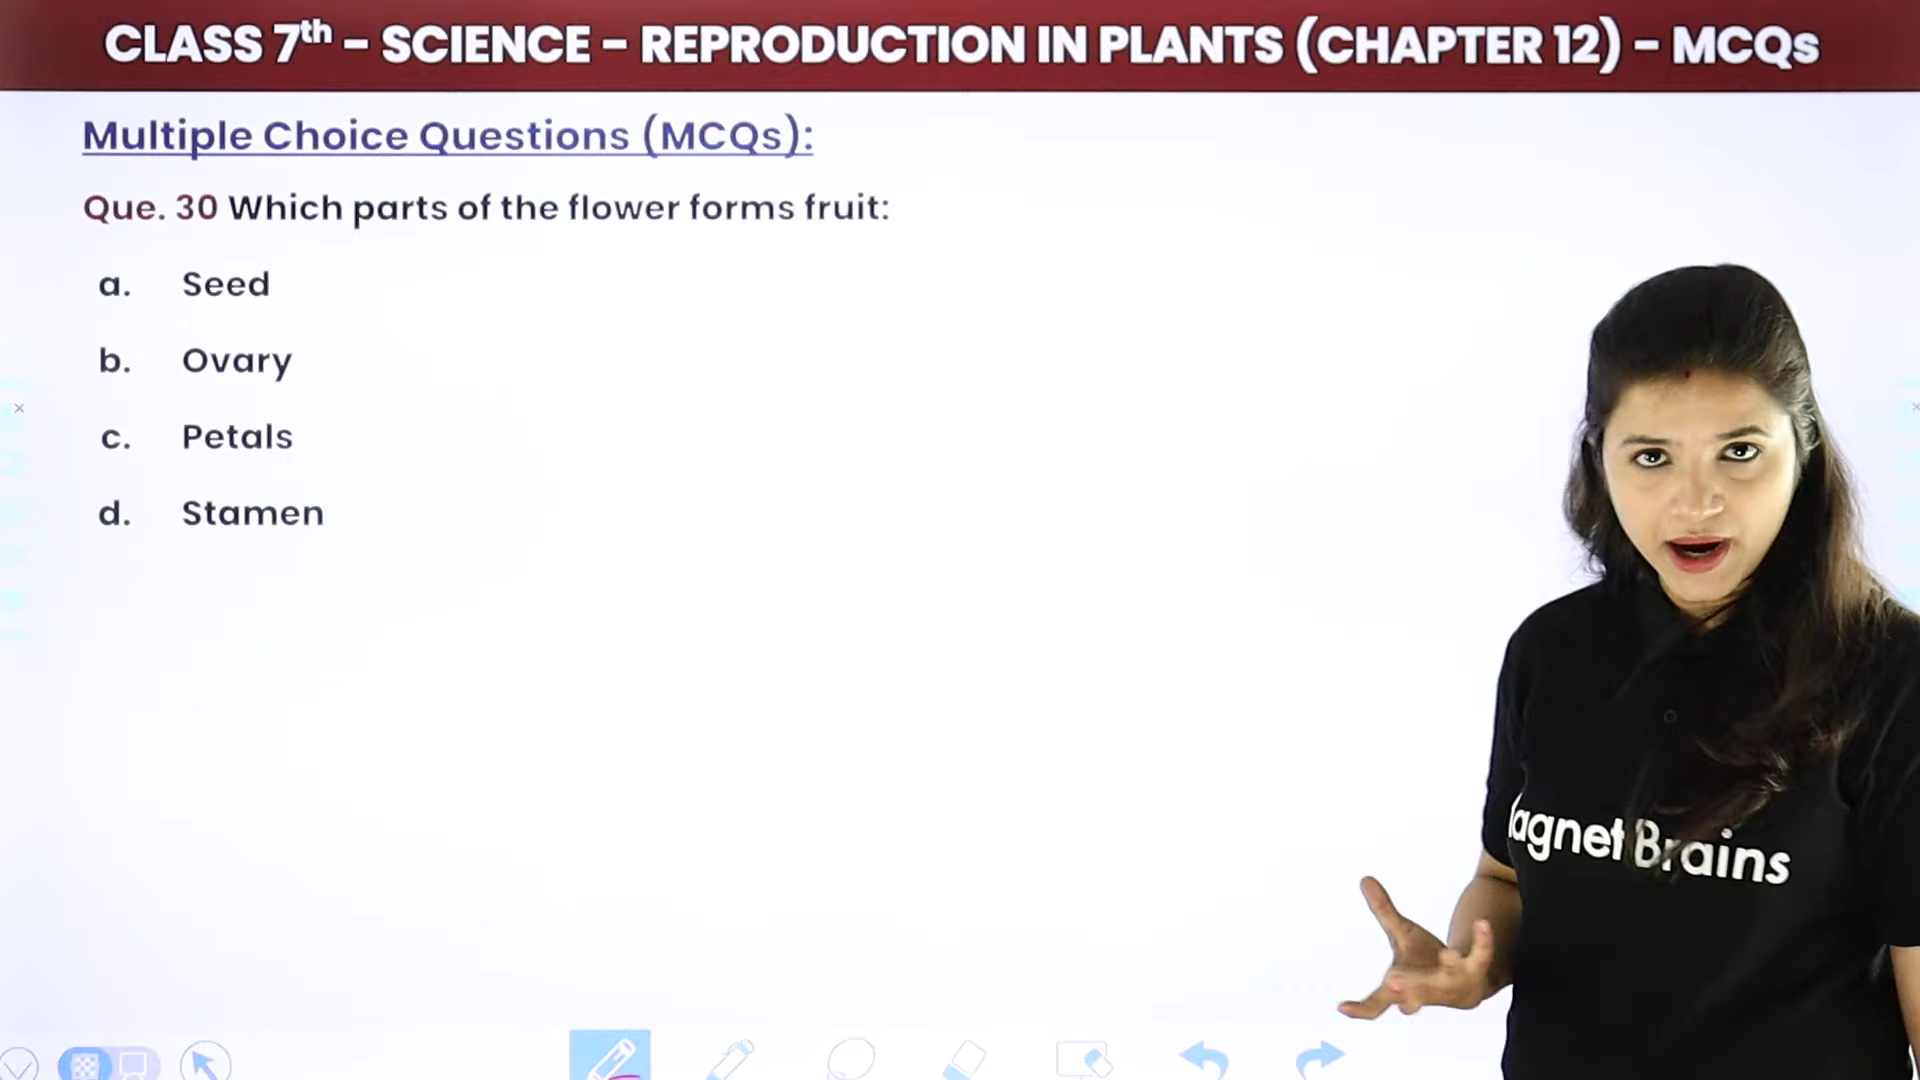 CLASS 7th – SCIENCE – REPRODUCTION IN PLANTS (CHAPTER 12) – MCQs
Multiple Choice Questions (MCQs):
Que. 30 Which parts of the flower forms fruit:
a. Seed
b. Ovary
c. Petals
d. Stamen
agnet Brains